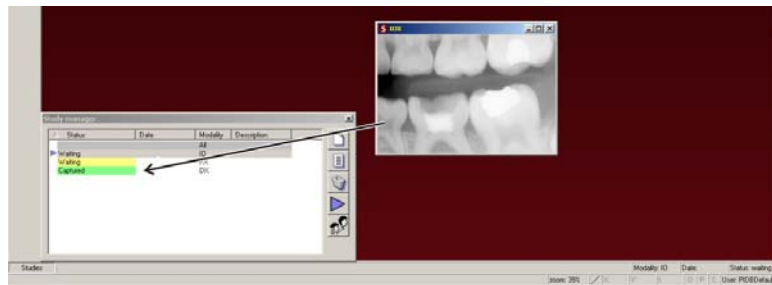 Study manager
Status Date Modality Description
All
Waiting IO
Waiting
Captured DX
Studies
Modality: IO Date: Status: waiting
zoom: 39%